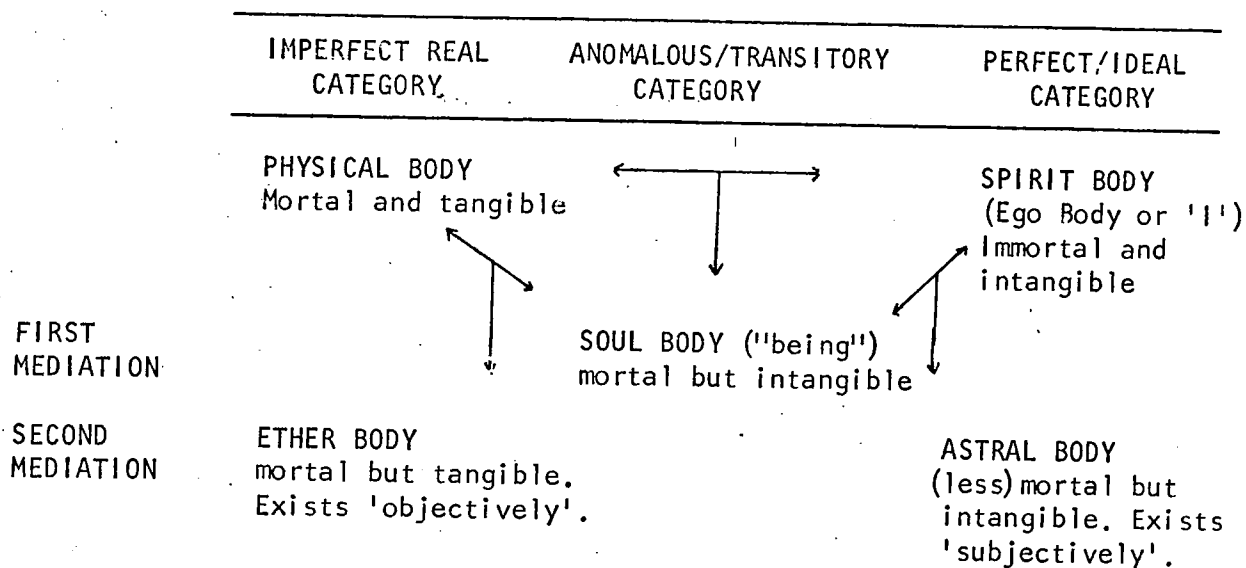 IMPERFECT REAL CATEGORY
ANOMALOUS/TRANSITORY CATEGORY
PERFECT/IDEAL CATEGORY
PHYSICAL BODY
Mortal and tangible
SPIRIT BODY
(Ego Body or 'I')
Immortal and
intangible
FIRST
MEDIATION
SOUL BODY ("being")
mortal but intangible
SECOND
MEDIATION
ETHER BODY
mortal but tangible.
Exists 'objectively'.
ASTRAL BODY
(less) mortal but
intangible. Exists
'subjectively'.